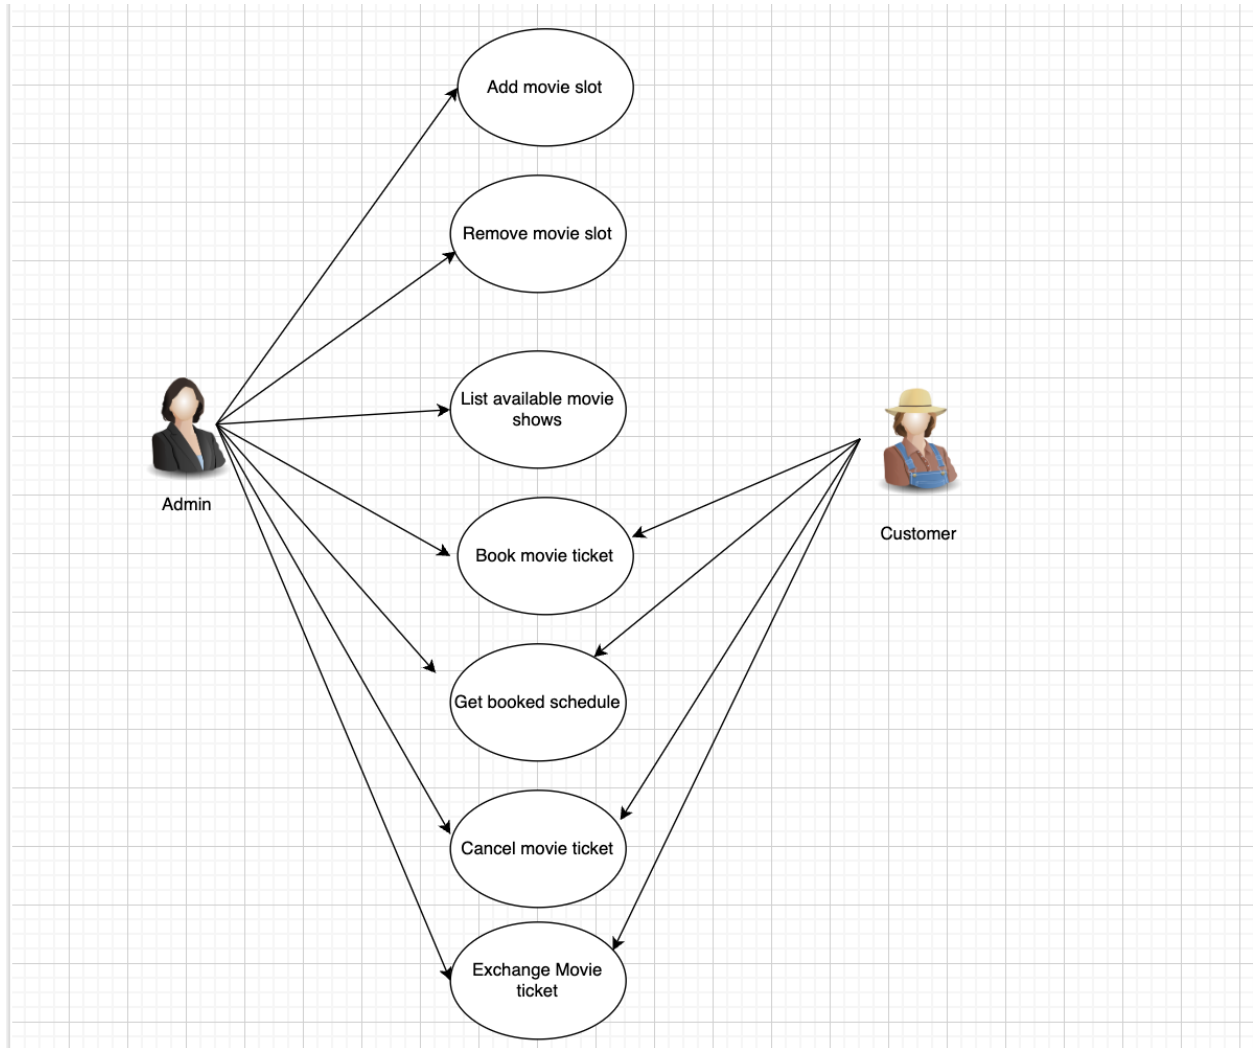 Add movie slot
Remove movie slot
List available movie
shows
Admin
Customer
Book movie ticket
Get booked schedule
Cancel movie ticket
Exchange Movie
ticket